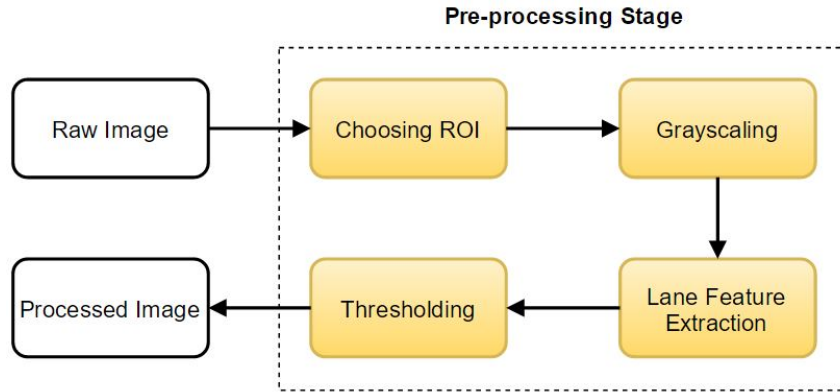 Pre-processing Stage
Raw Image
Choosing ROI
Grayscaling
Processed Image
Thresholding
Lane Feature
Extraction